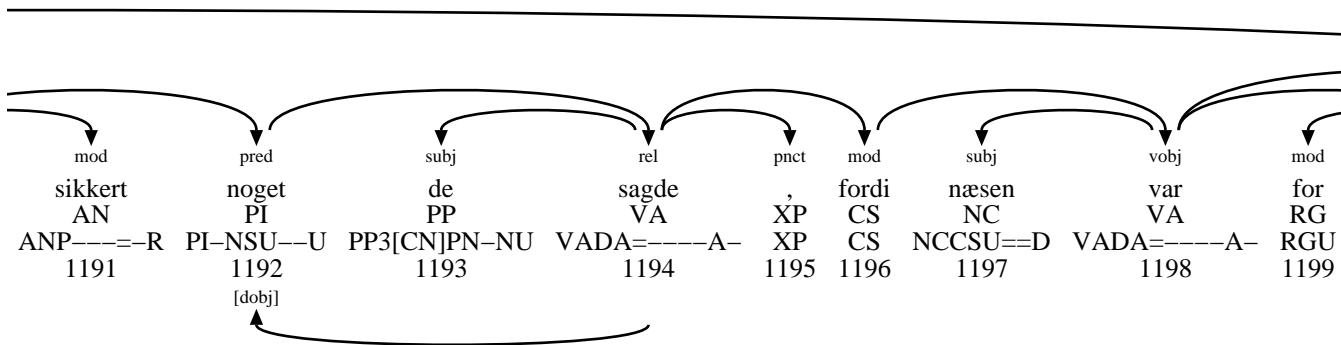 mod pred subj rel pnct mod subj vobj mod
sikkert noget de sagde , fordi næsen var for
AN PI PP VA XP CS NC VA RG
ANP−−−=−R PI−NSU−−U PP3[CN]PN−NU VADA=−−−−A− XP CS NCCSU==D VADA=−−−−A− RGU
1191 1192 1193 1194 1195 1196 1197 1198 1199
[dobj]